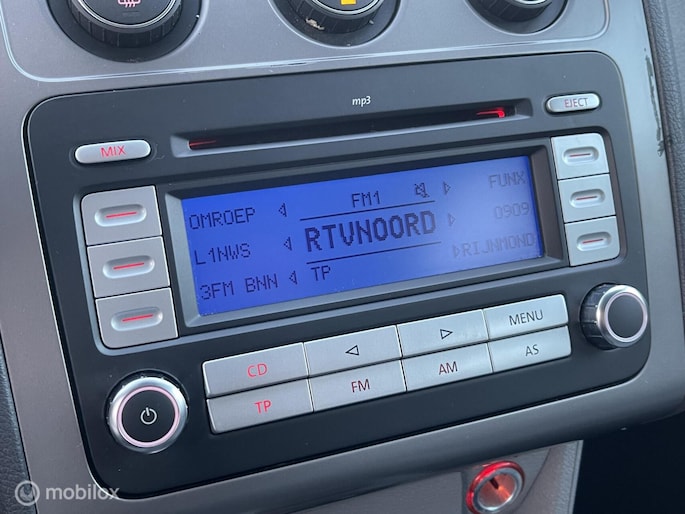 mp3
EJECT
MIX
FM1
OMROEP
FUNX
L1NWS
RTVNOORD
0909
3FM BNN
TP
RIJNMOND
MENU
CD
AS
FM
AM
TP
mobilox